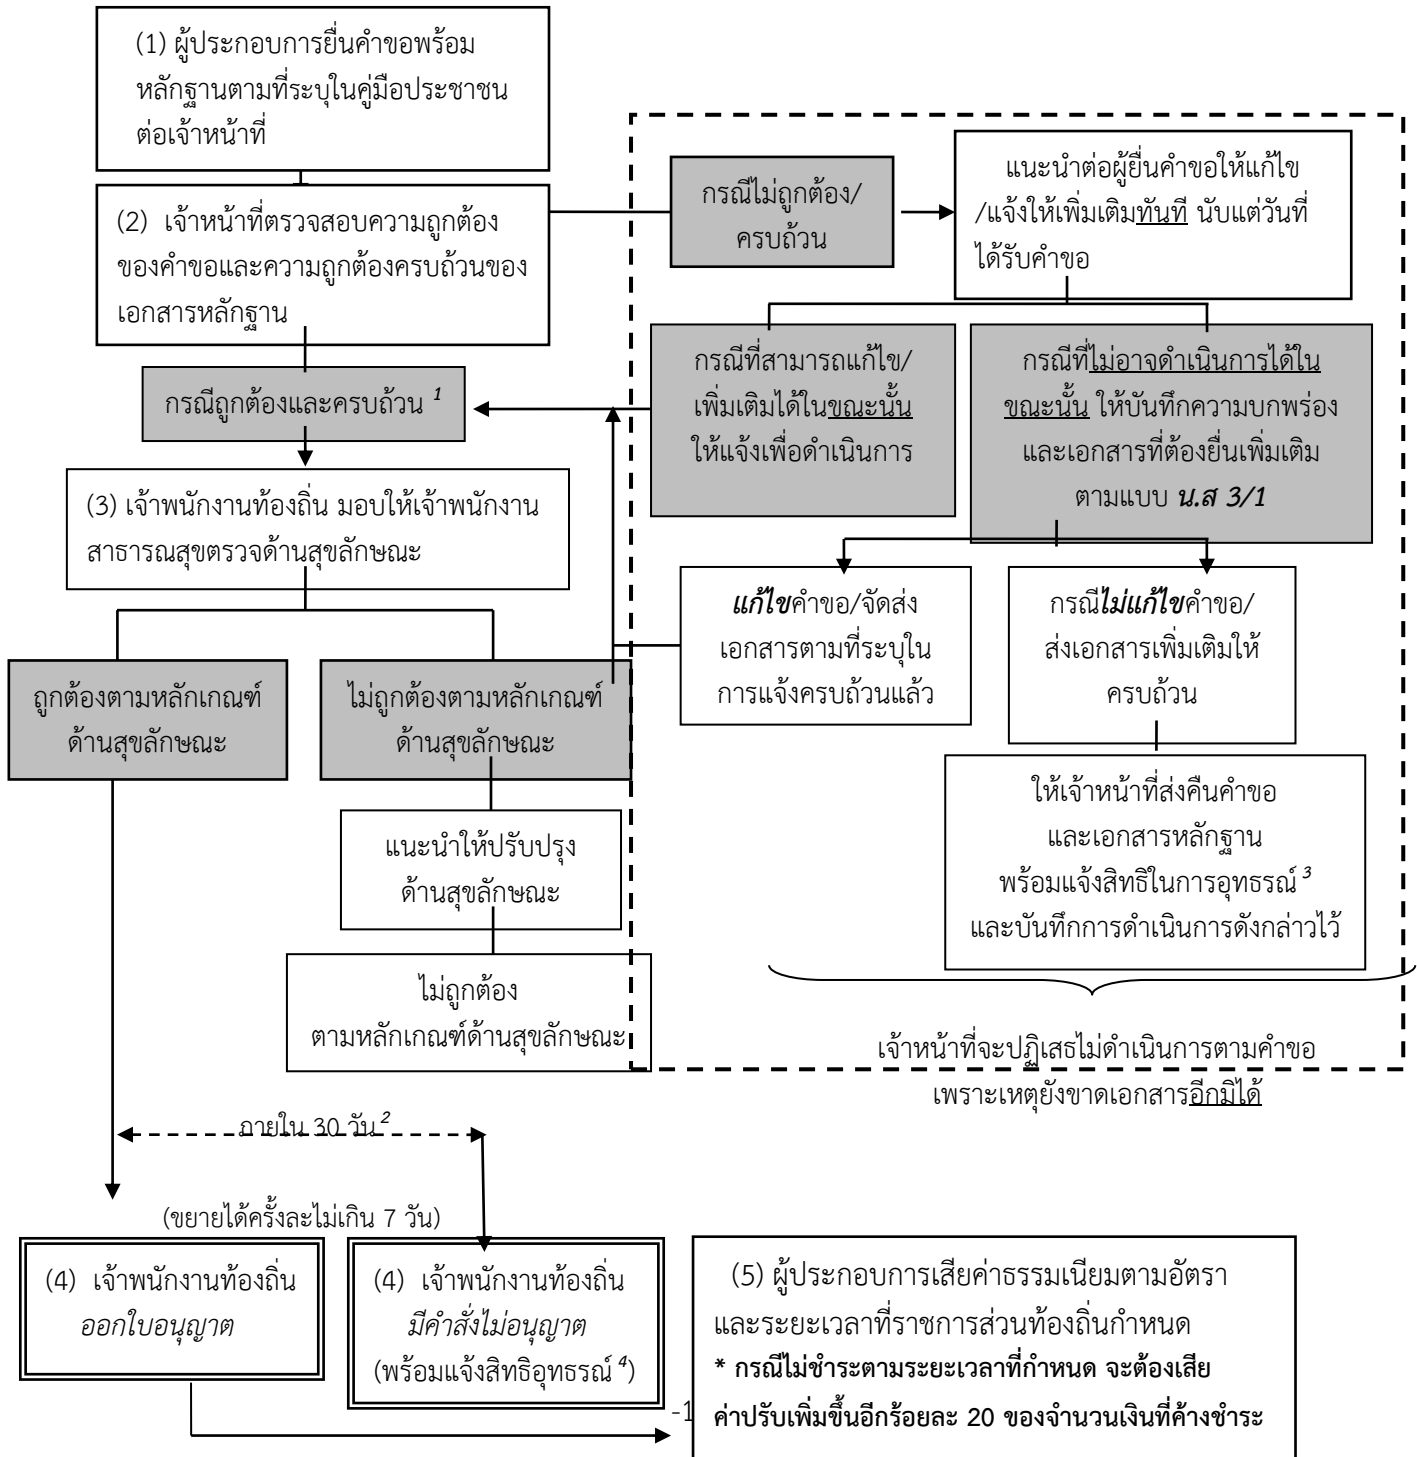 (1) ผู้ประกอบการยื่นคำขอพร้อม
หลักฐานตามที่ระบุในคู่มือประชาชน
ต่อเจ้าหน้าที่
(2) เจ้าหน้าที่ตรวจสอบความถูกต้อง
ของคำขอและความถูกต้องครบถ้วนของ
เอกสารหลักฐาน
กรณีไม่ถูกต้อง/
ครบถ้วน
แนะนำต่อผู้ยื่นคำขอให้แก้ไข
/แจ้งให้เพิ่มเติมทันที นับแต่วันที่
ได้รับคำขอ
กรณีถูกต้องและครบถ้วน 1
กรณีที่สามารถแก้ไข/
เพิ่มเติมได้ในขณะนั้น
ให้แจ้งเพื่อดำเนินการ
กรณีที่ไม่อาจดำเนินการได้ใน
ขณะนั้น ให้บันทึกความบกพร่อง
และเอกสารที่ต้องยื่นเพิ่มเติม
ตามแบบ น.ส 3/1
(3) เจ้าพนักงานท้องถิ่น มอบให้เจ้าพนักงาน
สาธารณสุขตรวจด้านสุขลักษณะ
แก้ไขคำขอ/จัดส่ง
เอกสารตามที่ระบุใน
การแจ้งครบถ้วนแล้ว
กรณีไม่แก้ไขคำขอ/
ส่งเอกสารเพิ่มเติมให้
ครบถ้วน
ถูกต้องตามหลักเกณฑ์
ด้านสุขลักษณะ
ไม่ถูกต้องตามหลักเกณฑ์
ด้านสุขลักษณะ
ให้เจ้าหน้าที่ส่งคืนคำขอ
และเอกสารหลักฐาน
พร้อมแจ้งสิทธิในการอุทธรณ์ 3
และบันทึกการดำเนินการดังกล่าวไว้
แนะนำให้ปรับปรุง
ด้านสุขลักษณะ
ไม่ถูกต้อง
ตามหลักเกณฑ์ด้านสุขลักษณะ
เจ้าหน้าที่จะปฏิเสธไม่ดำเนินการตามคำขอ
เพราะเหตุยังขาดเอกสารอีกมิได้
ภายใน 30 วัน 2
(ขยายได้ครั้งละไม่เกิน 7 วัน)
(4) เจ้าพนักงานท้องถิ่น
ออกใบอนุญาต
(4) เจ้าพนักงานท้องถิ่น
มีคำสั่งไม่อนุญาต
(พร้อมแจ้งสิทธิอุทธรณ์ 4)
(5) ผู้ประกอบการเสียค่าธรรมเนียมตามอัตรา
และระยะเวลาที่ราชการส่วนท้องถิ่นกำหนด
* กรณีไม่ชำระตามระยะเวลาที่กำหนด จะต้องเสีย
ค่าปรับเพิ่มขึ้นอีกร้อยละ 20 ของจำนวนเงินที่ค้างชำระ
-1